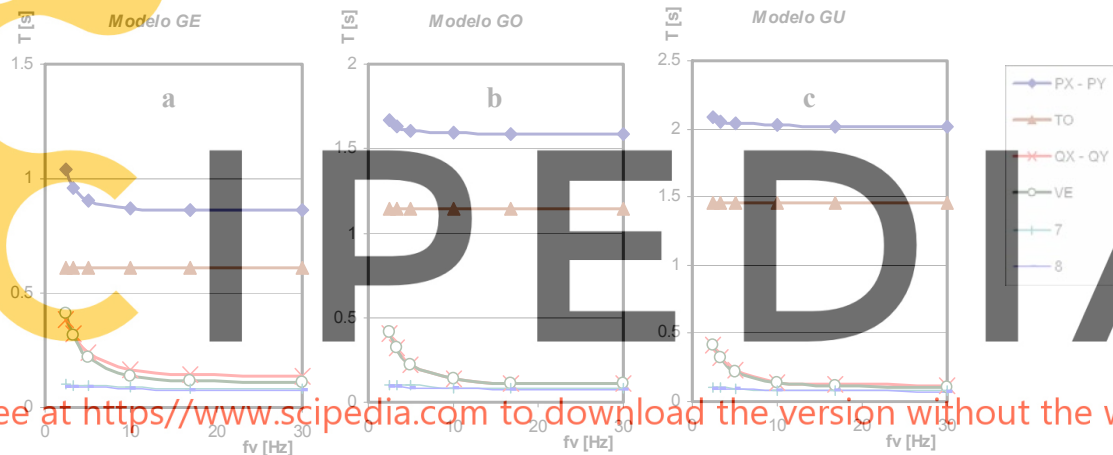 Modelo GE
T [s]
a
1.5
1
0.5
0
0
10
20
30
fv [Hz]
Modelo GO
T [s]
b
2
1.5
1
0.5
0
0
10
20
30
fv [Hz]
Modelo GU
T [s]
c
2.5
2
1.5
1
0.5
0
0
10
20
30
fv [Hz]
PX - PY
TO
QX - QY
VE
7
8
CIPEDIA
ee at https//www.scipedia.com to download the version without the w